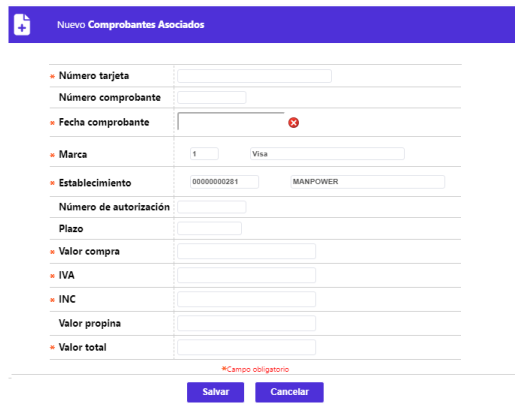 Nuevo Comprobantes Asociados
* Número tarjeta
Número comprobante
* Fecha comprobante
* Marca 1 Visa
* Establecimiento 00000000281 MANPOWER
Número de autorización
Plazo
* Valor compra
* IVA
* INC
Valor propina
* Valor total
*Campo obligatorio
Salvar Cancelar